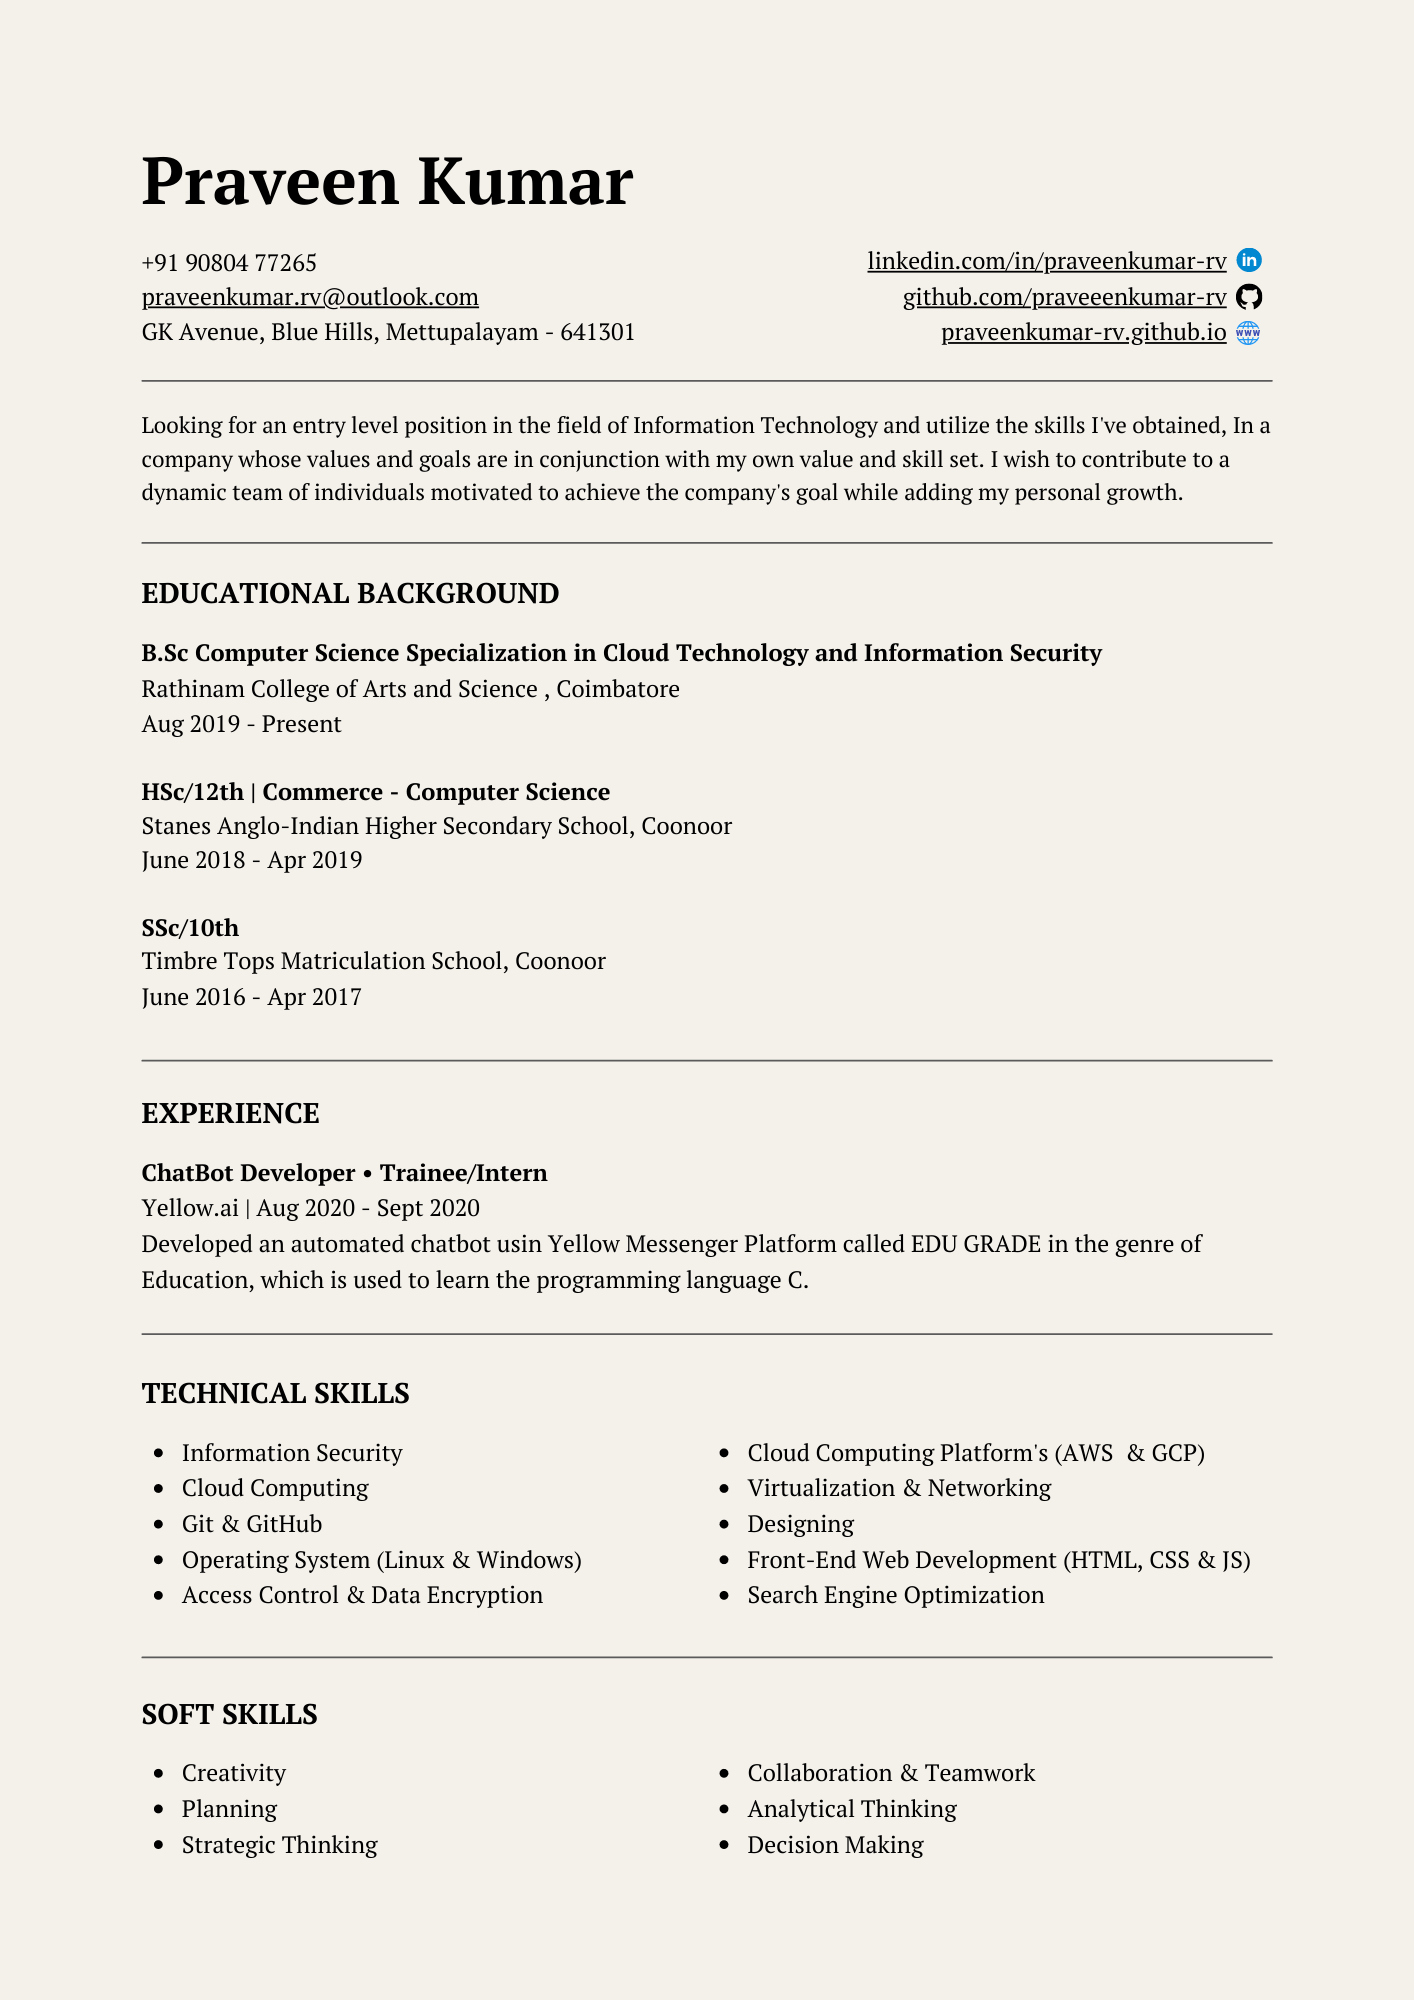 Praveen Kumar
+91 90804 77265
praveenkumar.rv@outlook.com
GK Avenue, Blue Hills, Mettupalayam - 641301
linkedin.com/in/praveenkumar-rv
github.com/praveeenkumar-rv
praveenkumar-rv.github.io
Looking for an entry level position in the field of Information Technology and utilize the skills I've obtained, In a
company whose values and goals are in conjunction with my own value and skill set. I wish to contribute to a
dynamic team of individuals motivated to achieve the company's goal while adding my personal growth.
EDUCATIONAL BACKGROUND
B.Sc Computer Science Specialization in Cloud Technology and Information Security
Rathinam College of Arts and Science , Coimbatore
Aug 2019 - Present
HSc/12th | Commerce - Computer Science
Stanes Anglo-Indian Higher Secondary School, Coonoor
June 2018 - Apr 2019
SSc/10th
Timbre Tops Matriculation School, Coonoor
June 2016 - Apr 2017
EXPERIENCE
ChatBot Developer • Trainee/Intern
Yellow.ai | Aug 2020 - Sept 2020
Developed an automated chatbot usin Yellow Messenger Platform called EDU GRADE in the genre of
Education, which is used to learn the programming language C.
TECHNICAL SKILLS
• Information Security
• Cloud Computing
• Git & GitHub
• Operating System (Linux & Windows)
• Access Control & Data Encryption
• Cloud Computing Platform's (AWS  & GCP)
• Virtualization & Networking
• Designing
• Front-End Web Development (HTML, CSS & JS)
• Search Engine Optimization
SOFT SKILLS
• Creativity
• Planning
• Strategic Thinking
• Collaboration & Teamwork
• Analytical Thinking
• Decision Making